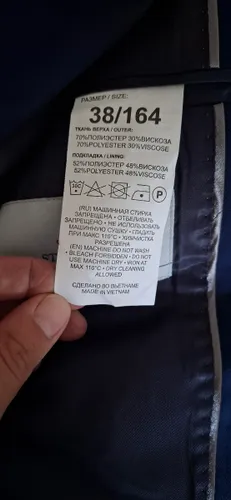 РАЗМЕР / SIZE:
38/164
ТКАНЬ ВЕРХА / OUTER:
70%ПОЛИЭСТЕР 30%ВИСКОЗА
70%POLYESTER 30%VISCOSE
ПОДКЛАДКА / LINING:
52%ПОЛИЭСТЕР 48%ВИСКОЗА
52%POLYESTER 48%VISCOSE
(RU) МАШИННАЯ СТИРКА
ЗАПРЕЩЕНА • ОТБЕЛИВАТЬ
ЗАПРЕЩЕНО • НЕ ИСПОЛЬЗОВАТЬ
МАШИННУЮ СУШКУ • ГЛАДИТЬ
ПРИ МАКС. 110°C • ХИМЧИСТКА
РАЗРЕШЕНА
(EN) MACHINE DO NOT WASH
• BLEACH FORBIDDEN • DO NOT
USE MACHINE DRY • IRON AT
MAX 110°C • DRY CLEANING
ALLOWED
СДЕЛАНО ВО ВЬЕТНАМЕ
MADE IN VIETNAM